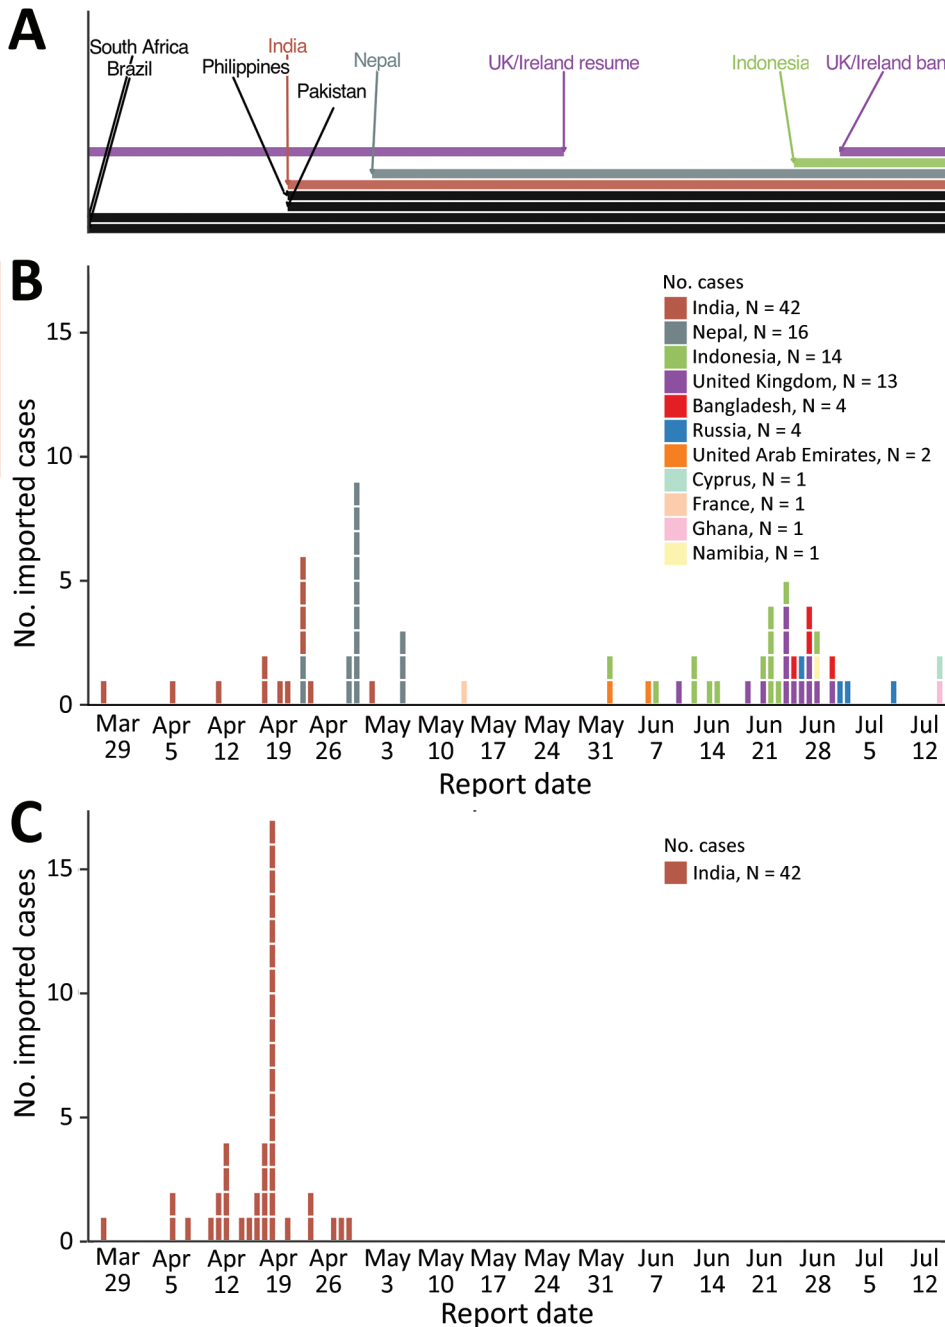 A
South Africa
Brazil
India
Philippines
Pakistan
Nepal
UK/Ireland resume
Indonesia
UK/Ireland ban
B
No. cases
India, N = 42
Nepal, N = 16
Indonesia, N = 14
United Kingdom, N = 13
Bangladesh, N = 4
Russia, N = 4
United Arab Emirates, N = 2
Cyprus, N = 1
France, N = 1
Ghana, N = 1
Namibia, N = 1
No. imported cases
15
10
5
0
Mar 29
Apr 5
Apr 12
Apr 19
Apr 26
May 3
May 10
May 17
May 24
May 31
Jun 7
Jun 14
Jun 21
Jun 28
Jul 5
Jul 12
Report date
C
No. cases
India, N = 42
No. imported cases
15
10
5
0
Mar 29
Apr 5
Apr 12
Apr 19
Apr 26
May 3
May 10
May 17
May 24
May 31
Jun 7
Jun 14
Jun 21
Jun 28
Jul 5
Jul 12
Report date